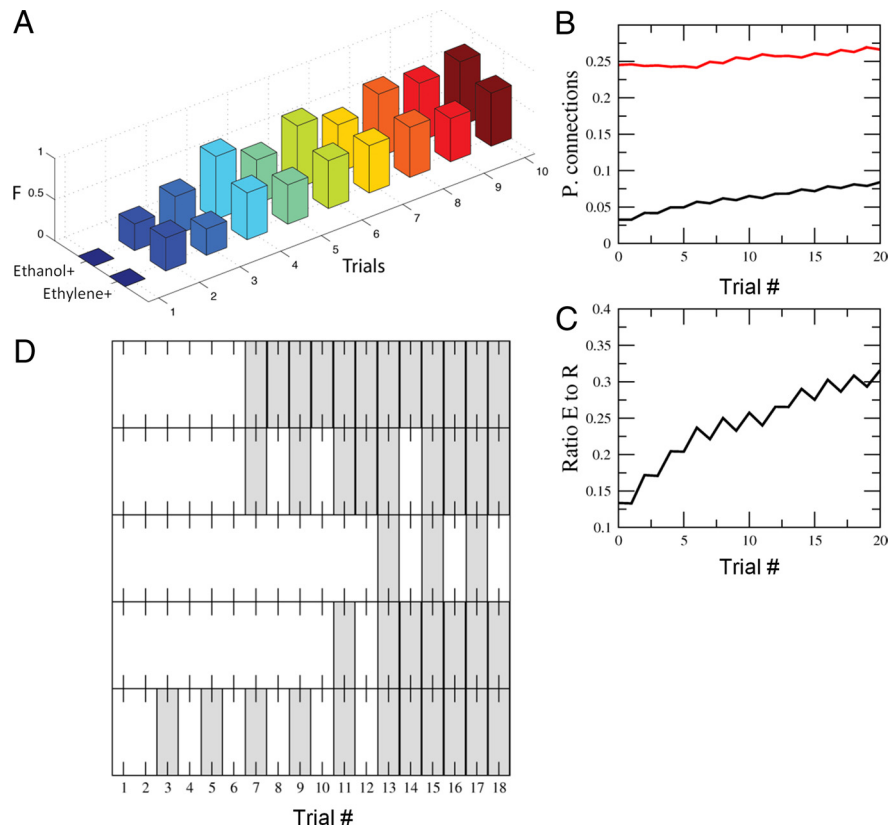 A
1
0.5
0
F
Ethanol+
Ethylene+
1
2
3
4
5
6
7
8
9
10
Trials
B
0.25
0.2
0.15
0.1
0.05
0
P. connections
0 5 10 15 20
Trial #
C
0.4
0.35
0.3
0.25
0.2
0.15
0.1
Ratio E to R
0 5 10 15 20
Trial #
D
1 2 3 4 5 6 7 8 9 10 11 12 13 14 15 16 17 18
Trial #